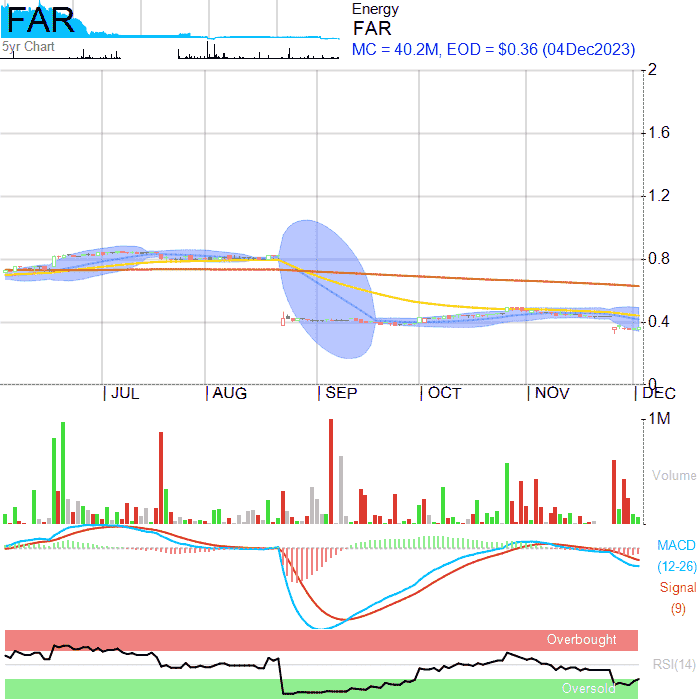 FAR
5yr Chart
Energy
FAR
MC = 40.2M, EOD = $0.36 (04Dec2023)
2
1.6
1.2
0.8
0.4
0
| JUL | AUG | SEP | OCT | NOV | DEC
1M
Volume
MACD
(12-26)
Signal
(9)
Overbought
RSI(14)
Oversold